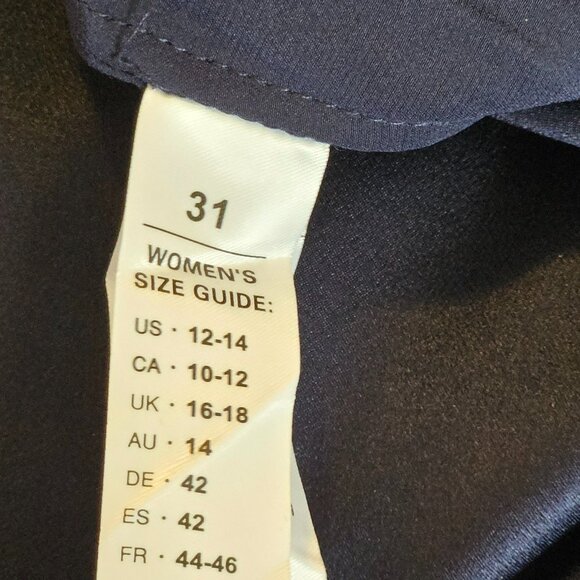 31
WOMEN'S
SIZE GUIDE:
US · 12-14
CA · 10-12
UK · 16-18
AU · 14
DE · 42
ES · 42
FR · 44-46